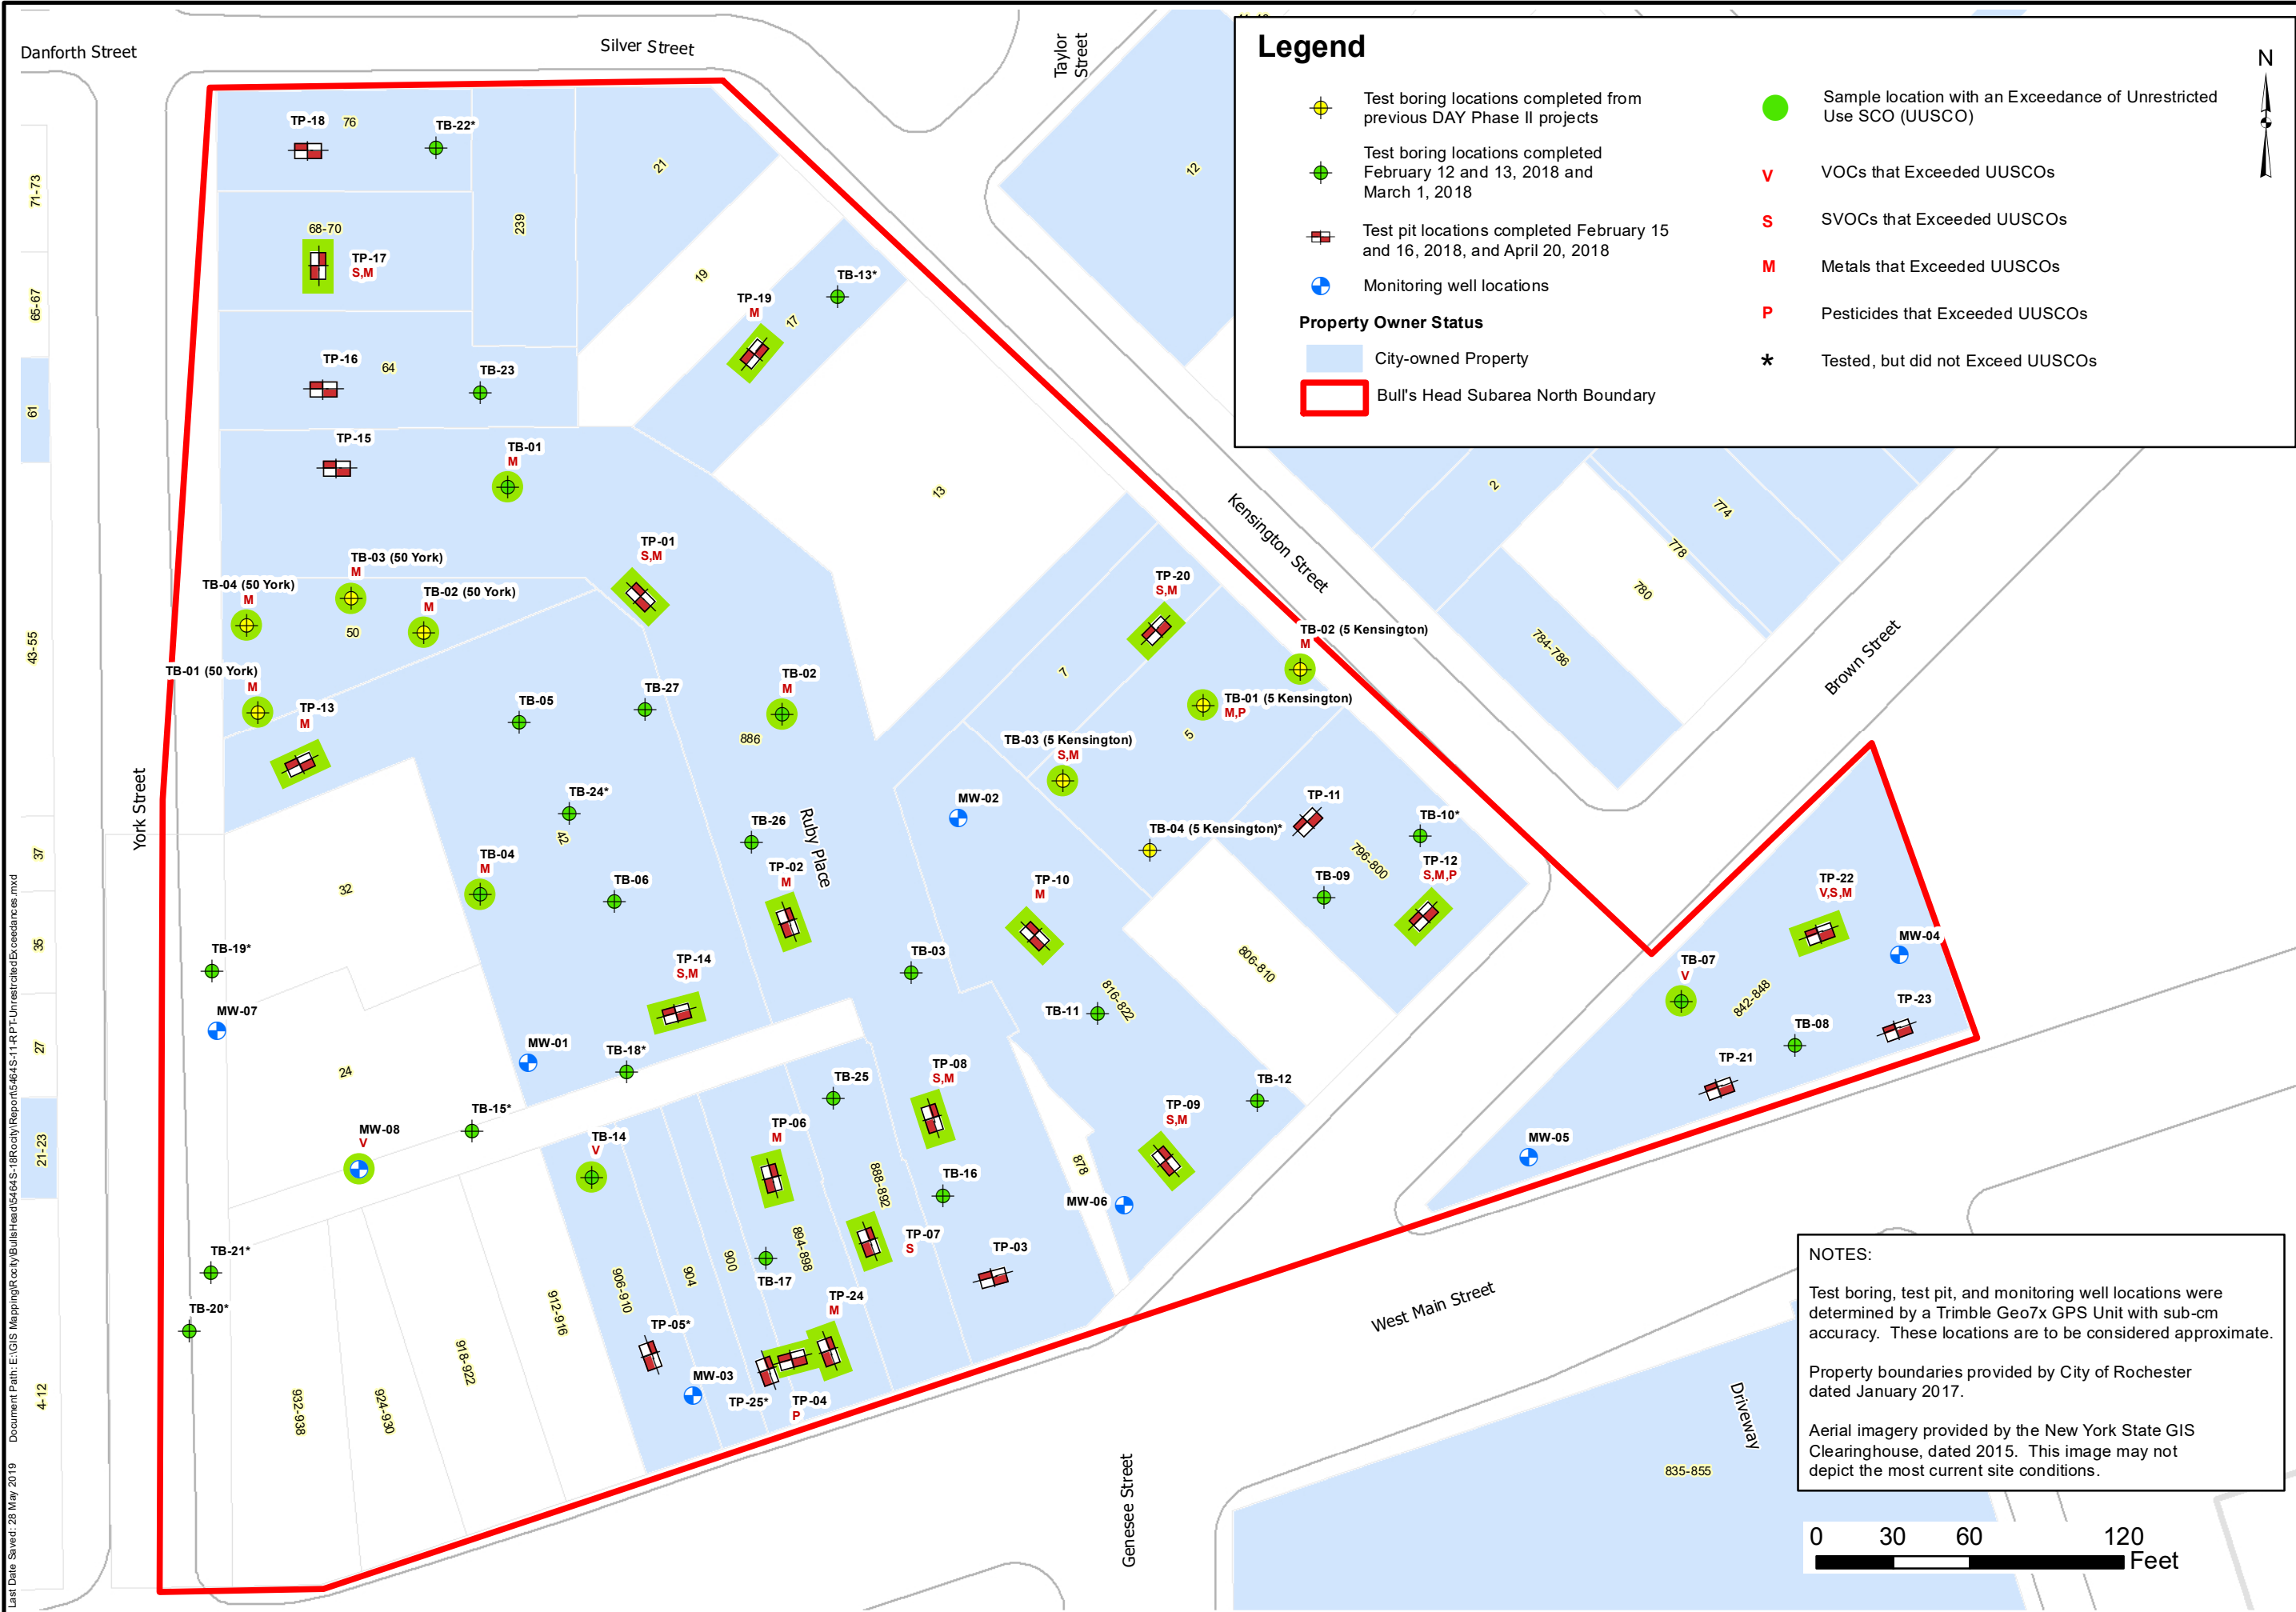 Danforth Street
Silver Street
Taylor
Street
Legend
N
Test boring locations completed from
previous DAY Phase II projects
Test boring locations completed
February 12 and 13, 2018 and
March 1, 2018
Test pit locations completed February 15
and 16, 2018, and April 20, 2018
Monitoring well locations
Property Owner Status
City-owned Property
Bull's Head Subarea North Boundary
Sample location with an Exceedance of Unrestricted
Use SCO (UUSCO)
V VOCs that Exceeded UUSCOs
S SVOCs that Exceeded UUSCOs
M Metals that Exceeded UUSCOs
P Pesticides that Exceeded UUSCOs
* Tested, but did not Exceed UUSCOs
TP-18
76
TB-22*
21
12
71-73
239
68-70
TP-17
S,M
19
TB-13*
TP-19
M
17
65-67
TP-16
64
TB-23
61
TP-15
TB-01
M
13
2
774
Kensington Street
778
780
784-786
TP-01
S,M
TB-03 (50 York)
M
TB-04 (50 York)
M
TB-02 (50 York)
M
50
TP-20
S,M
43-55
TB-02 (5 Kensington)
M
Brown Street
TB-01 (50 York)
M
TP-13
M
TB-05
TB-27
TB-02
M
886
7
TB-01 (5 Kensington)
M,P
5
TB-03 (5 Kensington)
S,M
York Street
TB-24*
42
MW-02
TP-11
TB-26
Ruby Place
TB-04 (5 Kensington)*
TB-10*
37
TB-04
M
TB-06
TP-02
M
TP-10
M
796-800
TP-12
S,M,P
TB-09
TP-22
V,S,M
32
35
TB-19*
TP-14
S,M
TB-03
806-810
TB-07
V
MW-04
MW-07
TB-11
816-822
842-848
TP-23
27
MW-01
TB-18*
TB-08
24
TP-08
S,M
TB-25
TP-21
TB-12
TB-15*
TP-06
M
TP-09
S,M
21-23
MW-08
V
TB-14
V
MW-05
888-892
TB-16
878
MW-06
TB-21*
TP-07
S
TP-03
894-898
900
904
906-910
912-916
TB-17
TB-20*
TP-24
M
TP-05*
West Main Street
918-922
MW-03
TP-25*
TP-04
P
4-12
932-938
924-930
Genesee Street
Driveway
835-855
NOTES:
Test boring, test pit, and monitoring well locations were
determined by a Trimble Geo7x GPS Unit with sub-cm
accuracy. These locations are to be considered approximate.
Property boundaries provided by City of Rochester
dated January 2017.
Aerial imagery provided by the New York State GIS
Clearinghouse, dated 2015. This image may not
depict the most current site conditions.
0 30 60 120
Feet
Last Date Saved: 28 May 2019